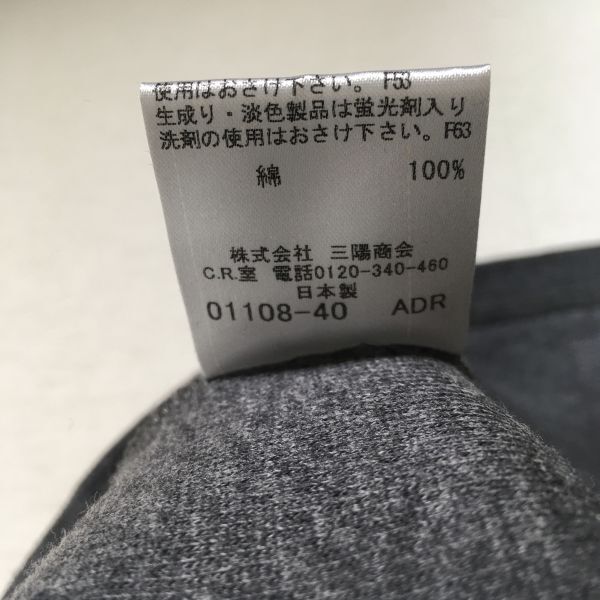 使用はおさけ下さい。 F53
生成り・淡色製品は蛍光剤入り
洗剤の使用はおさけ下さい。F63
綿 100%
株式会社 三陽商会
C.R.室 電話0120-340-460
日本製
01108-40 ADR